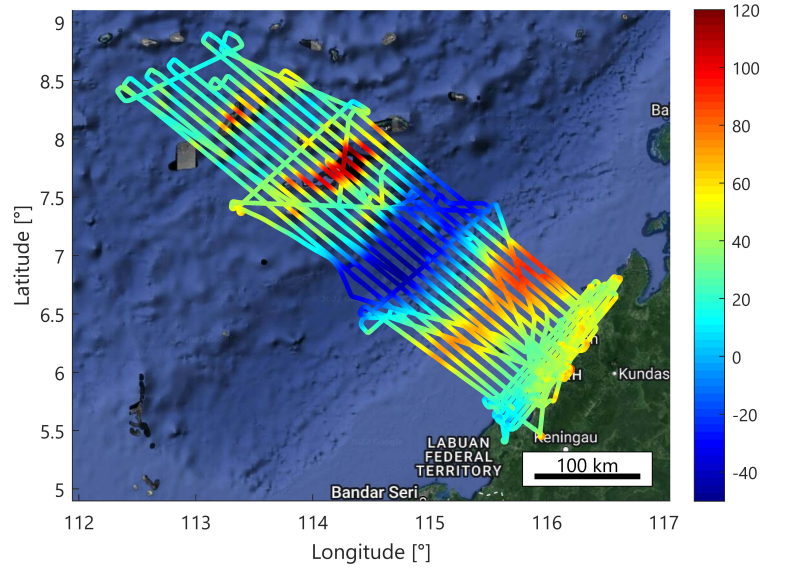 9
8.5
8
7.5
7
6.5
6
5.5
5
Latitude [°]
112
113
114
115
116
117
Longitude [°]
120
100
80
60
40
20
0
-20
-40
Ba
Kundas
Keningau
LABUAN
FEDERAL
TERRITORY
Bandar Seri
100 km